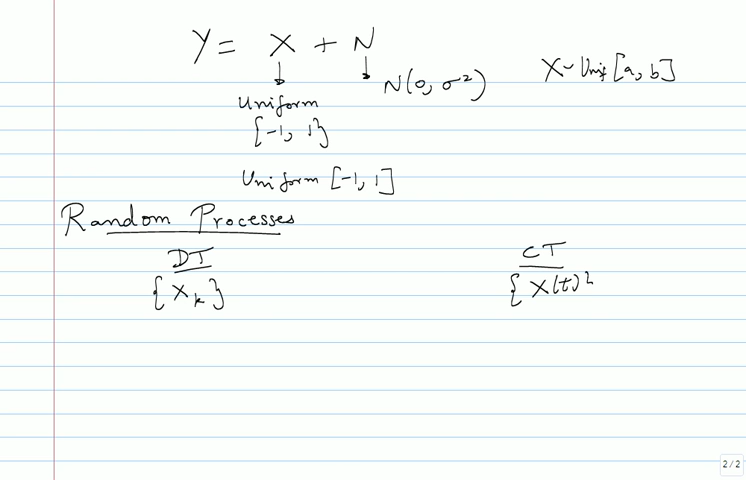 Y = X + N
X ~ Unif [a, b]
N(0, σ²)
Uniform
{-1, 1}
Uniform [-1, 1]
Random Processes
DT
CT
{X_k}
{X(t)}
2/2